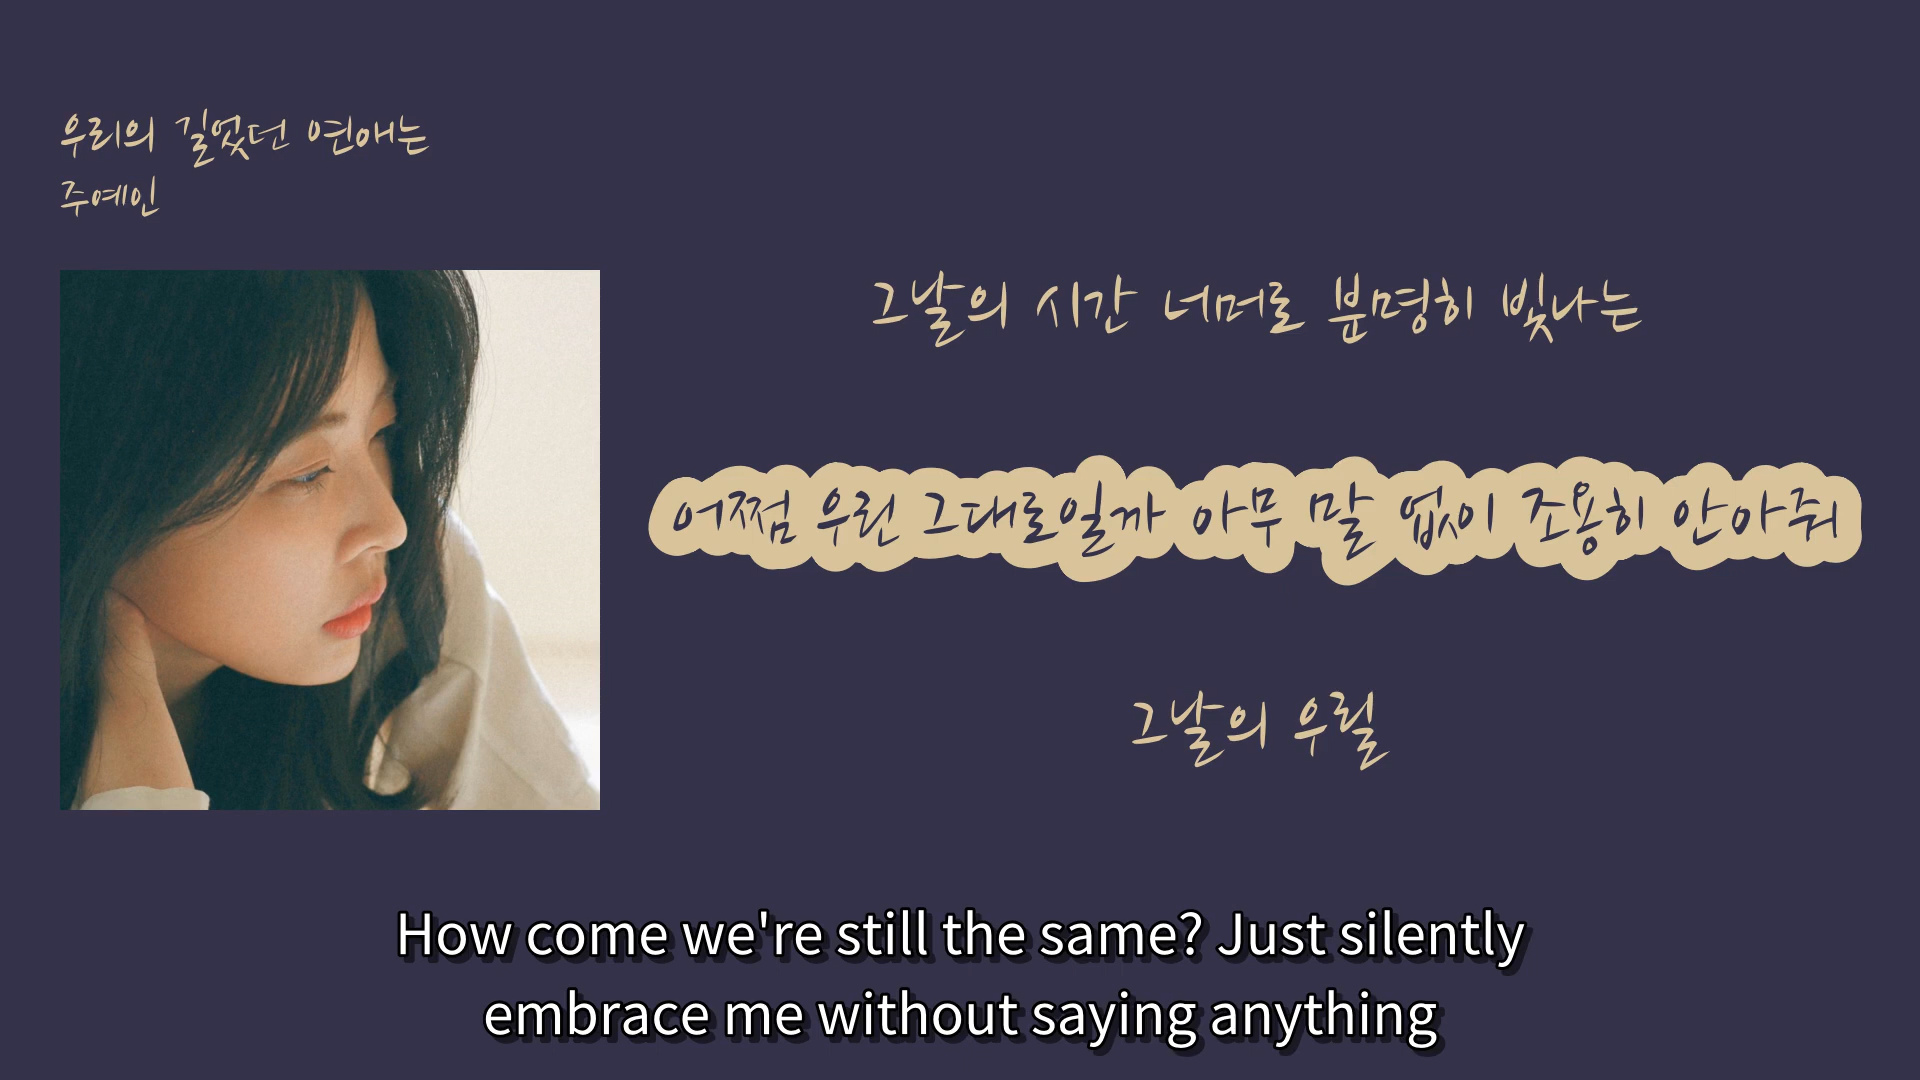 우리의 길었던 연애는
주예인
그날의 시간 너머로 분명히 빛나는
어쩜 우린 그대로일까 아무 말 없이 조용히 안아줘
그날의 우릴
How come we're still the same? Just silently
embrace me without saying anything